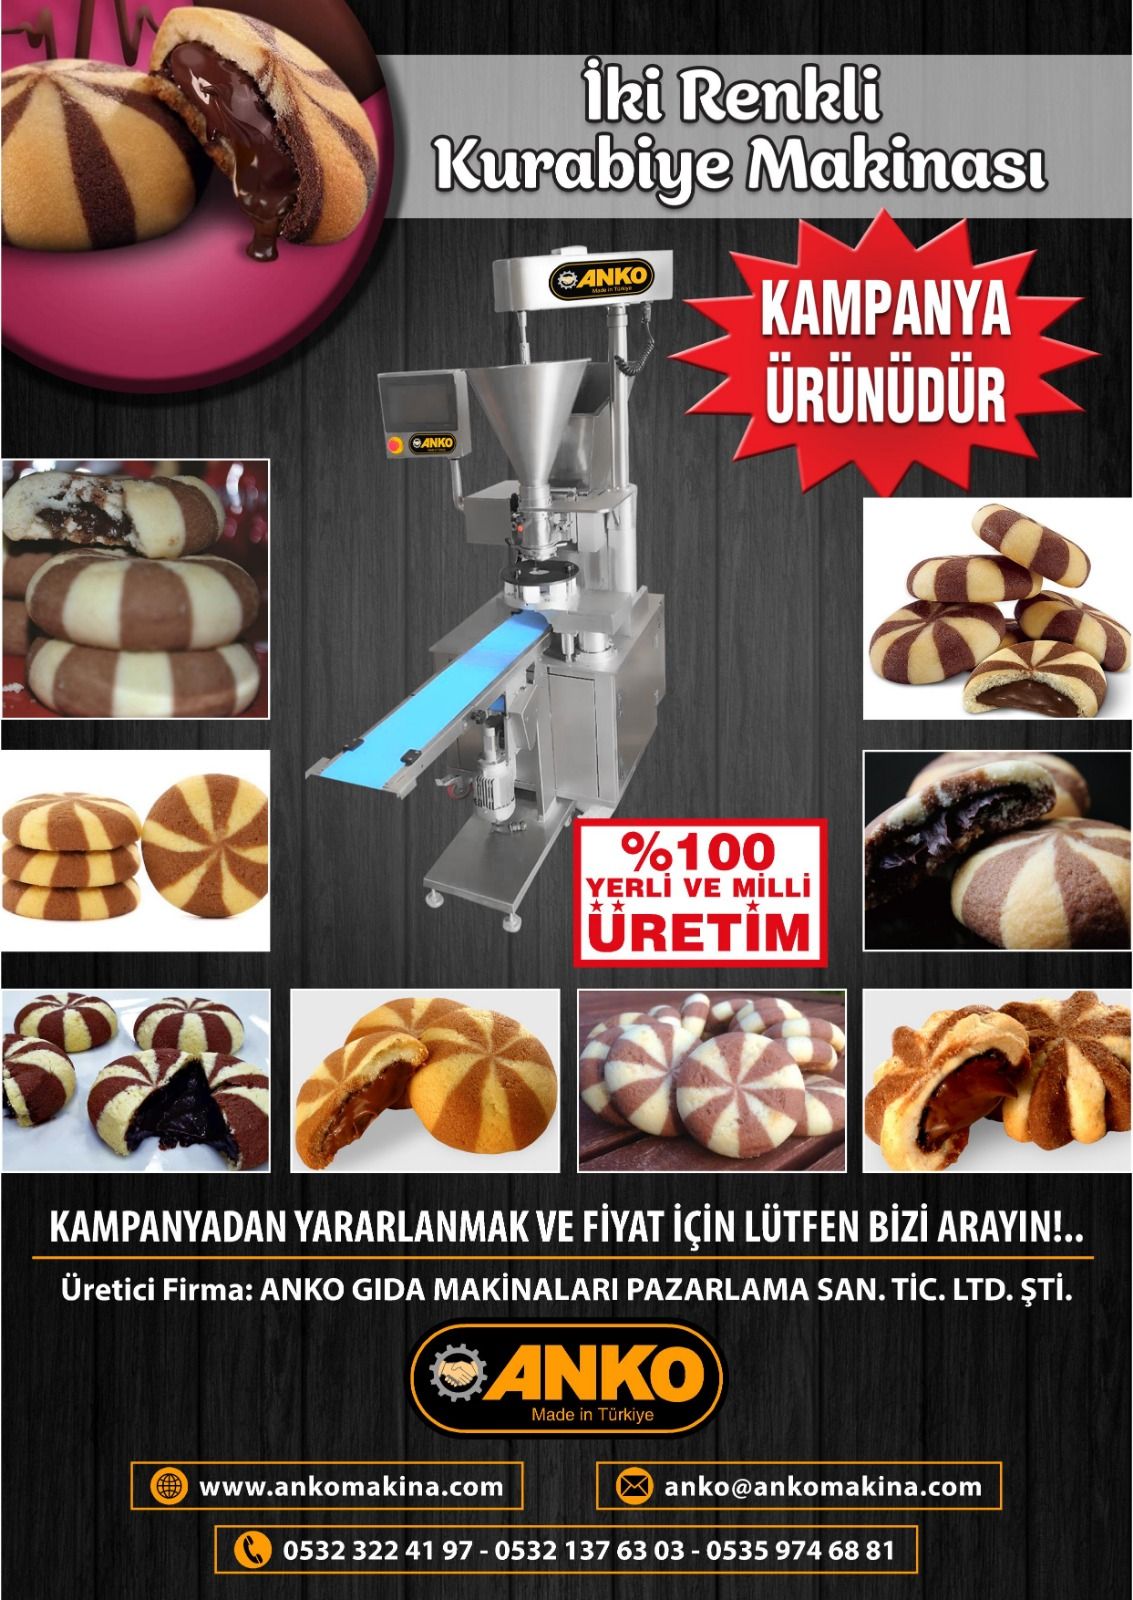 İki Renkli
Kurabiye Makinası
KAMPANYA
ÜRÜNÜDÜR
ANKO
Made in Türkiye
ANKO
%100
YERLİ VE MİLLİ
ÜRETİM
KAMPANYADAN YARARLANMAK VE FİYAT İÇİN LÜTFEN BİZİ ARAYIN!..
Üretici Firma: ANKO GIDA MAKİNALARI PAZARLAMA SAN. TİC. LTD. ŞTİ.
ANKO
Made in Türkiye
www.ankomakina.com
anko@ankomakina.com
0532 322 41 97 - 0532 137 63 03 - 0535 974 68 81